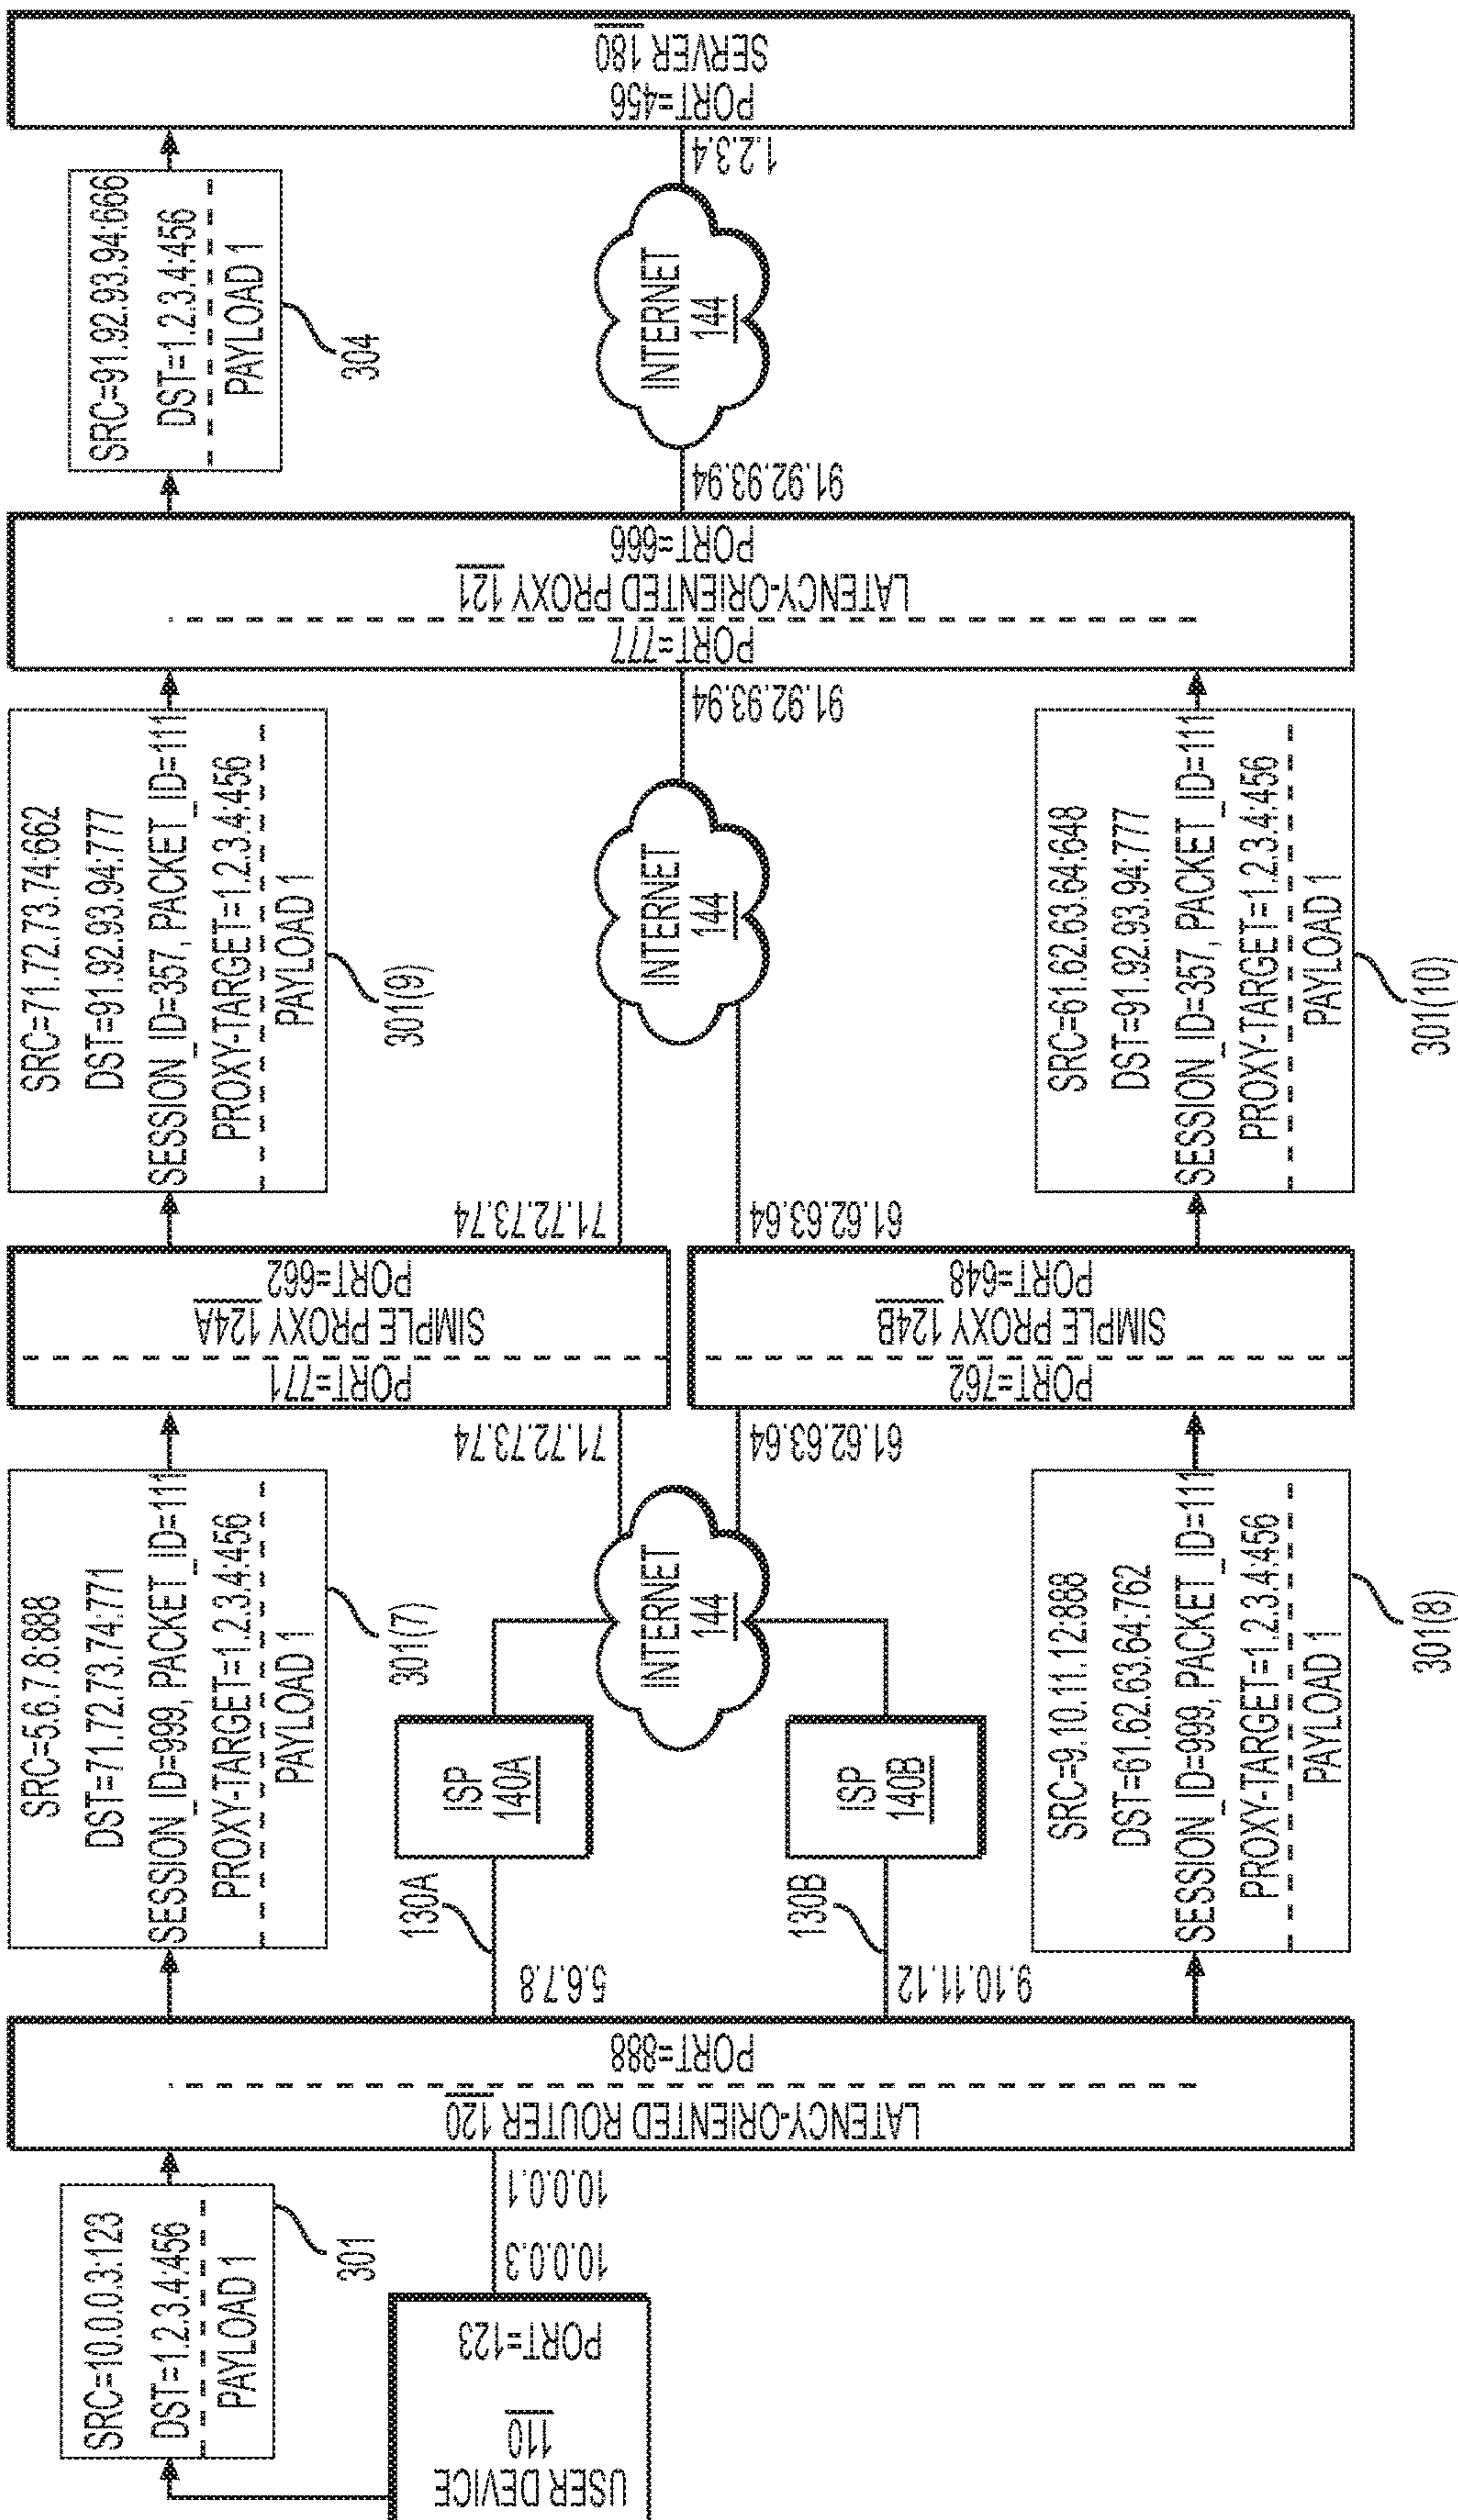 USER DEVICE
110
PORT=123
10.0.0.3
10.0.0.1
SRC=10.0.0.3:123
DST=1.2.3.4:456
PAYLOAD 1
301
LATENCY-ORIENTED ROUTER 120
PORT=888
5.6.7.8
130A
9.10.11.12
130B
SRC=5.6.7.8:888
DST=71.72.73.74:771
SESSION_ID=999, PACKET_ID=111
PROXY-TARGET=1.2.3.4:456
PAYLOAD 1
301(7)
ISP
140A
ISP
140B
INTERNET
144
SRC=9.10.11.12:888
DST=61.62.63.64:762
SESSION_ID=999, PACKET_ID=111
PROXY-TARGET=1.2.3.4:456
PAYLOAD 1
301(8)
71.72.73.74
61.62.63.64
PORT=771
SIMPLE PROXY 124A
PORT=662
PORT=762
SIMPLE PROXY 124B
PORT=648
71.72.73.74
61.62.63.64
SRC=71.72.73.74:662
DST=91.92.93.94:777
SESSION_ID=357, PACKET_ID=111
PROXY-TARGET=1.2.3.4:456
PAYLOAD 1
301(9)
INTERNET
144
SRC=61.62.63.64:648
DST=91.92.93.94:777
SESSION_ID=357, PACKET_ID=111
PROXY-TARGET=1.2.3.4:456
PAYLOAD 1
301(10)
91.92.93.94
PORT=777
LATENCY-ORIENTED PROXY 121
PORT=666
91.92.93.94
SRC=91.92.93.94:666
DST=1.2.3.4:456
PAYLOAD 1
304
INTERNET
144
1.2.3.4
PORT=456
SERVER 180